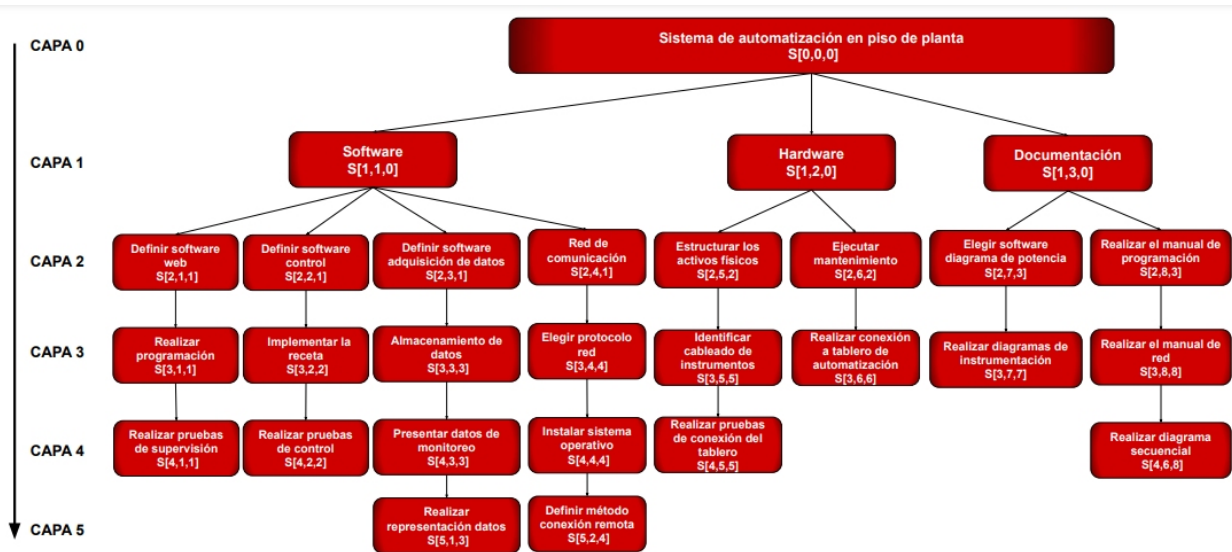 CAPA 0
Sistema de automatización en piso de planta
S[0,0,0]
CAPA 1
Software
S[1,1,0]
Hardware
S[1,2,0]
Documentación
S[1,3,0]
CAPA 2
Definir software
web
S[2,1,1]
Definir software
control
S[2,2,1]
Definir software
adquisición de datos
S[2,3,1]
Red de
comunicación
S[2,4,1]
Estructurar los
activos físicos
S[2,5,2]
Ejecutar
mantenimiento
S[2,6,2]
Elegir software
diagrama de potencia
S[2,7,3]
Realizar el manual de
programación
S[2,8,3]
CAPA 3
Realizar
programación
S[3,1,1]
Implementar la
receta
S[3,2,2]
Almacenamiento de
datos
S[3,3,3]
Elegir protocolo
red
S[3,4,4]
Identificar
cableado de
instrumentos
S[3,5,5]
Realizar conexión
a tablero de
automatización
S[3,6,6]
Realizar diagramas de
instrumentación
S[3,7,7]
Realizar el manual de
red
S[3,8,8]
CAPA 4
Realizar pruebas
de supervisión
S[4,1,1]
Realizar pruebas
de control
S[4,2,2]
Presentar datos de
monitoreo
S[4,3,3]
Instalar sistema
operativo
S[4,4,4]
Realizar pruebas
de conexión del
tablero
S[4,5,5]
Realizar diagrama
secuencial
S[4,6,8]
CAPA 5
Realizar
representación datos
S[5,1,3]
Definir método
conexión remota
S[5,2,4]